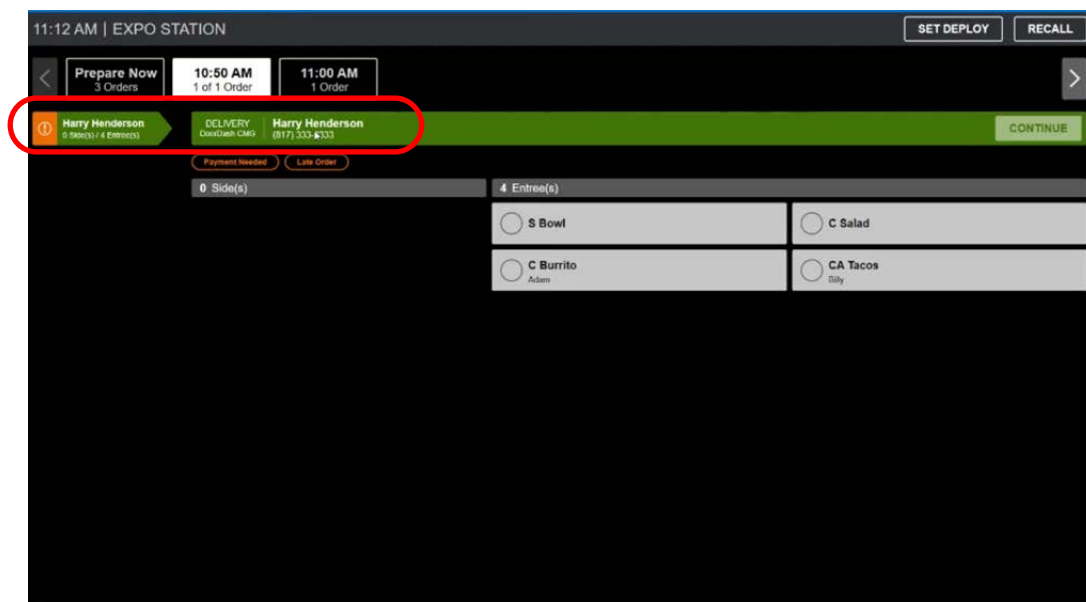 11:12 AM | EXPO STATION
SET DEPLOY
RECALL
Prepare Now
3 Orders
10:50 AM
1 of 1 Order
11:00 AM
1 Order
Harry Henderson
0 Side(s) / 4 Entree(s)
DELIVERY
DoorDash CMG
Harry Henderson
(817) 333-6333
CONTINUE
Payment Needed
Late Order
0 Side(s)
4 Entree(s)
S Bowl
C Salad
C Burrito
Adam
CA Tacos
Billy